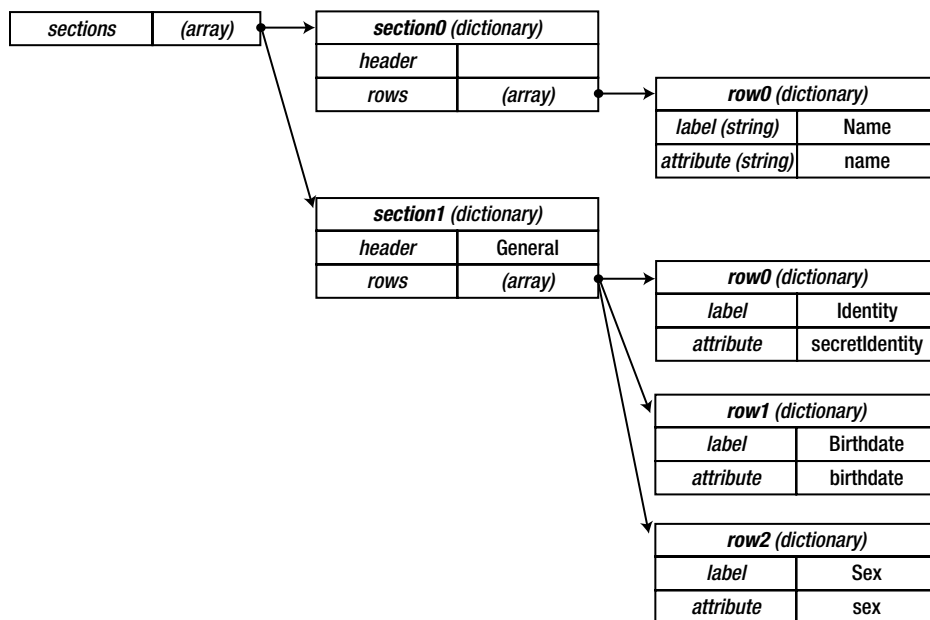 sections (array)
section0 (dictionary)
header
rows (array)
row0 (dictionary)
label (string) Name
attribute (string) name
section1 (dictionary)
header General
rows (array)
row0 (dictionary)
label Identity
attribute secretIdentity
row1 (dictionary)
label Birthdate
attribute birthdate
row2 (dictionary)
label Sex
attribute sex